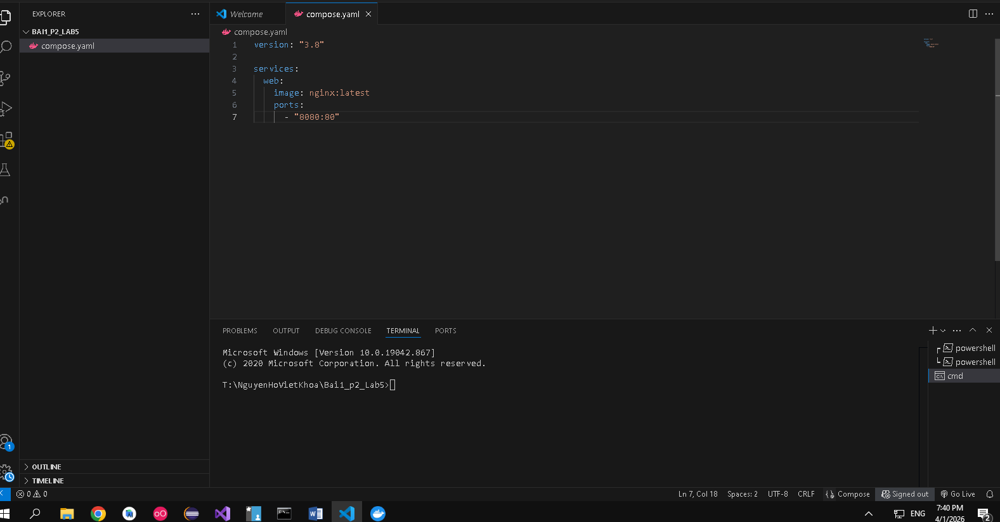 EXPLORER
BAI1_P2_LAB5
compose.yaml
Welcome
compose.yaml
compose.yaml
1 version: "3.8"
2
3 services:
4 web:
5 image: nginx:latest
6 ports:
7 - "8080:80"
PROBLEMS OUTPUT DEBUG CONSOLE TERMINAL PORTS
Microsoft Windows [Version 10.0.19042.867]
(c) 2020 Microsoft Corporation. All rights reserved.
T:\NguyenHoVietKhoa\Bai1_p2_Lab5>
powershell
powershell
cmd
1
OUTLINE
TIMELINE
0 0
Ln 7, Col 18 Spaces: 2 UTF-8 CRLF Compose Signed out Go Live
ENG
7:40 PM
4/1/2026
2